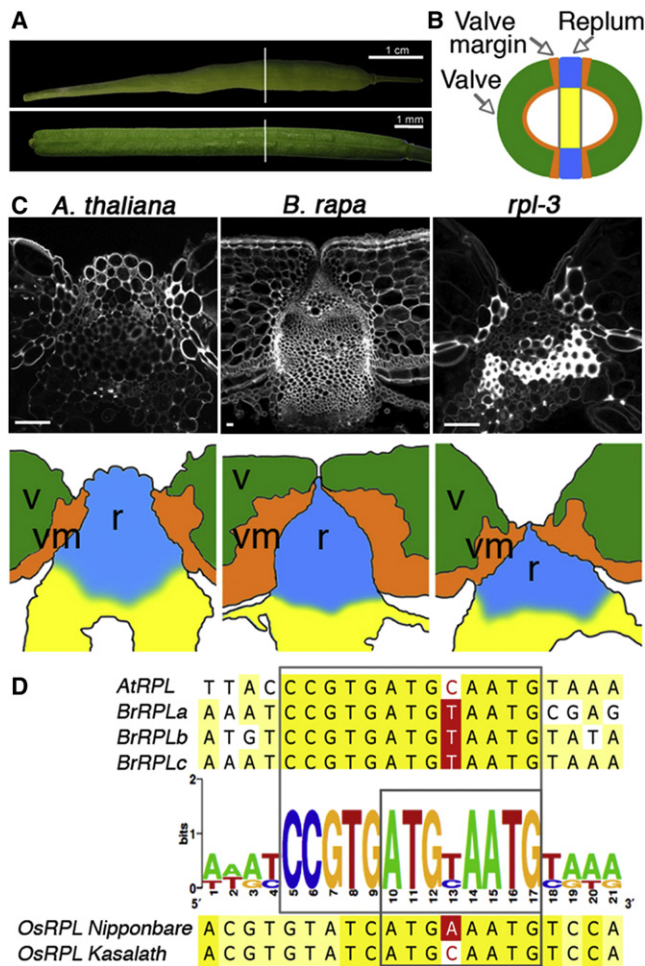 A
1 cm
1 mm
B
Valve margin
Replum
Valve
C
A. thaliana
B. rapa
rpl-3
v
vm
r
v
vm
r
v
vm
r
D
AtRPL T T A C C C G T G A T G C A A T G T A A A
BrRPLa A A A T C C G T G A T G T A A T G C G A G
BrRPLb A T G T C C G T G A T G T A A T G T A T A
BrRPLc A A A T C C G T G A T G T A A T G T A A A
2
bits
1
0
A A A T C C G T G A T G T A A T G T A A A
T T G C C C T G G
1 2 3 4 5 6 7 8 9 10 11 12 13 14 15 16 17 18 19 20 21
5′ 3′
OsRPL Nipponbare A C G T G T A T C A T G A A A T G T C C A
OsRPL Kasalath A C G T G T A T C A T G C A A T G T C C A